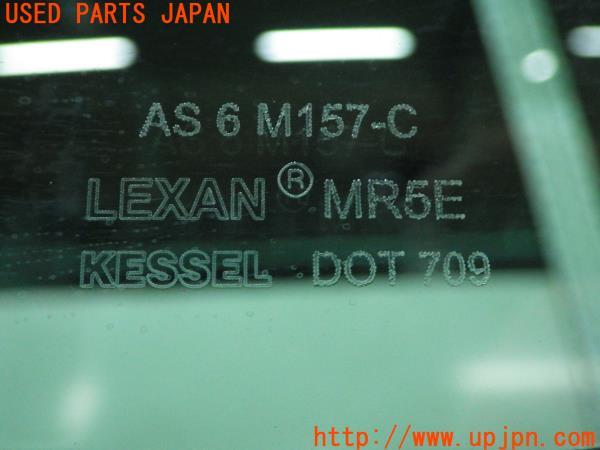 USED PARTS JAPAN
AS 6 M157-C
LEXAN® MR5E
KESSEL DOT 709
http://www.upjpn.com/